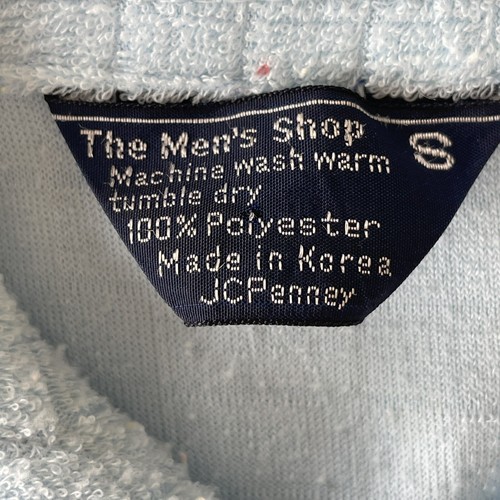 The Men's Shop
S
Machine wash warm
tumble dry
100% Polyester
Made in Korea
JCPenney